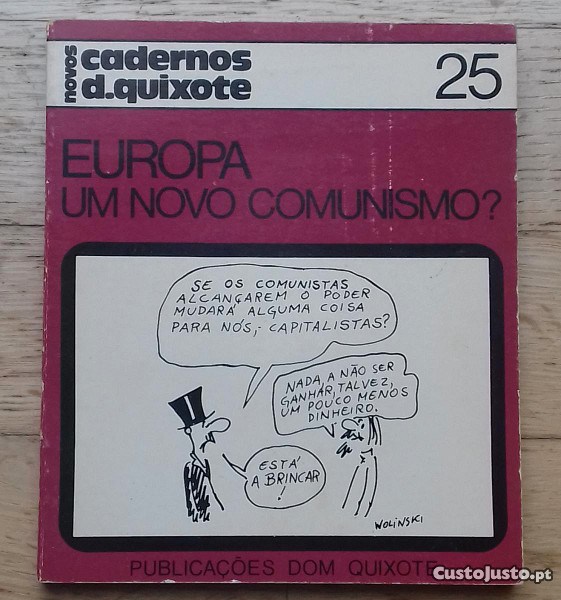 novos
cadernos
d.quixote
25
EUROPA
UM NOVO COMUNISMO?
SE OS COMUNISTAS
ALCANÇAREM O PODER
MUDARÁ ALGUMA COISA
PARA NÓS,- CAPITALISTAS?
NADA, A NÃO SER
GANHAR, TALVEZ,
UM POUCO MENOS
DINHEIRO.
ESTÁ
A BRINCAR
!
WOLINSKI
PUBLICAÇÕES DOM QUIXOTE
CustoJusto.pt